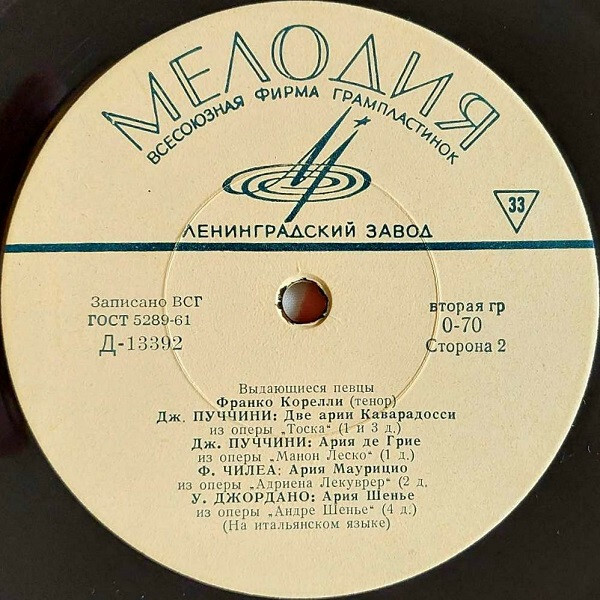 МЕЛОДИЯ
ВСЕСОЮЗНАЯ ФИРМА ГРАМПЛАСТИНОК
33
ЛЕНИНГРАДСКИЙ ЗАВОД
Записано ВСГ
ГОСТ 5289-61
Д-13392
вторая гр
0-70
Сторона 2
Выдающиеся певцы
Франко Корелли (тенор)
Дж. ПУЧЧИНИ: Две арии Каварадосси
из оперы „Тоска" (1 и 3 д.)
Дж. ПУЧЧИНИ: Ария де Грие
из оперы „Манон Леско" (1 д.)
Ф. ЧИЛЕА: Ария Маурицио
из оперы „Адриена Лекуврер" (2 д.
У. ДЖОРДАНО: Ария Шенье
из оперы „Андре Шенье" (4 д.)
(На итальянском языке)